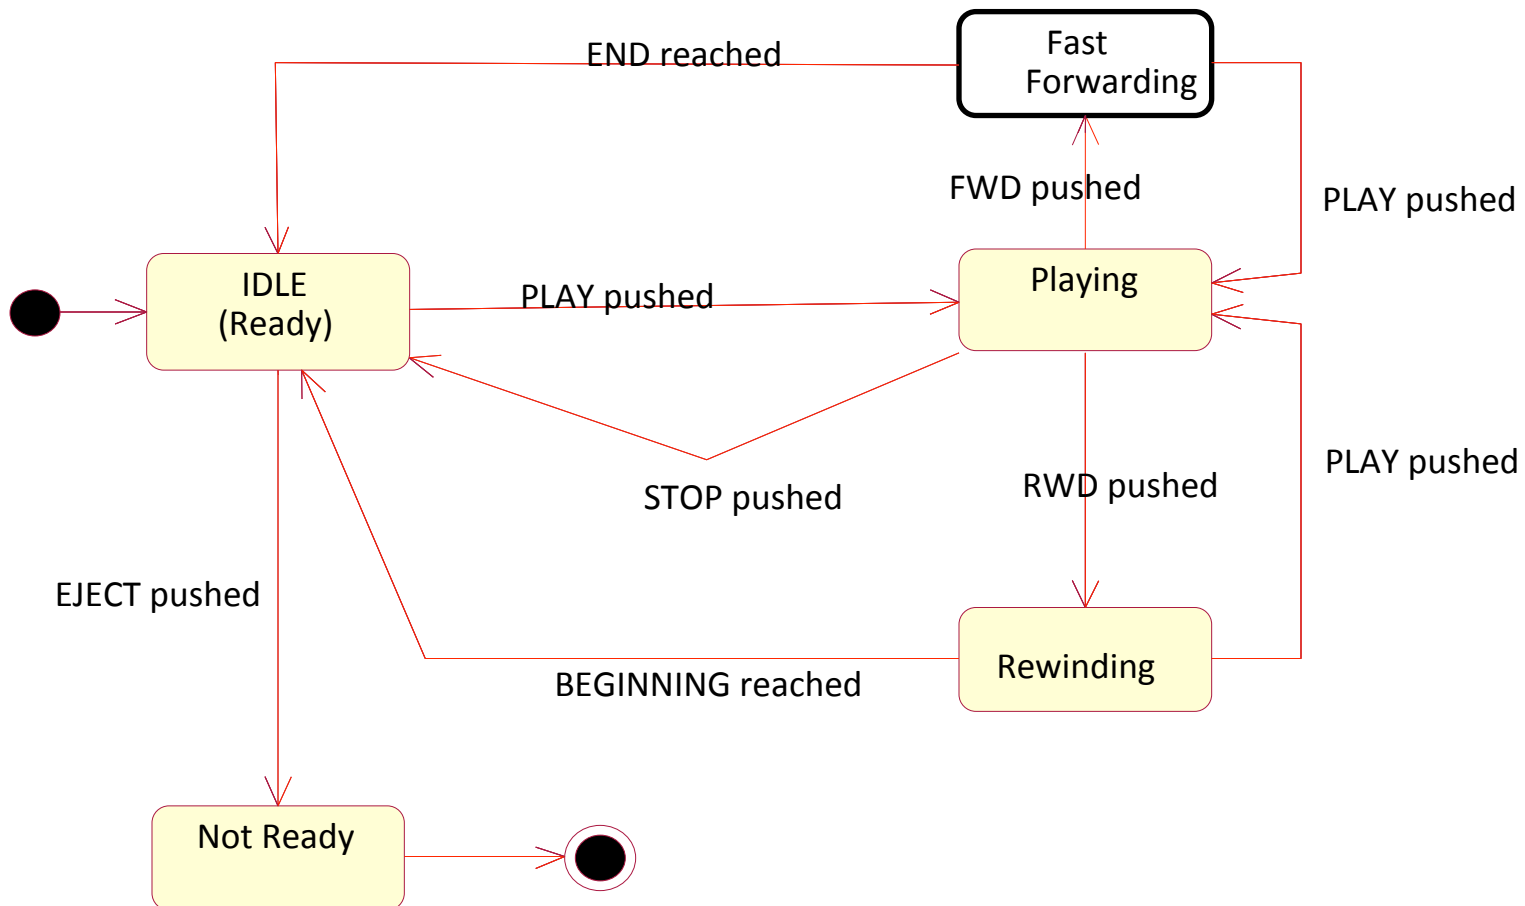 Fast
Forwarding
END reached
FWD pushed
PLAY pushed
IDLE
(Ready)
PLAY pushed
Playing
STOP pushed
RWD pushed
PLAY pushed
EJECT pushed
BEGINNING reached
Rewinding
Not Ready